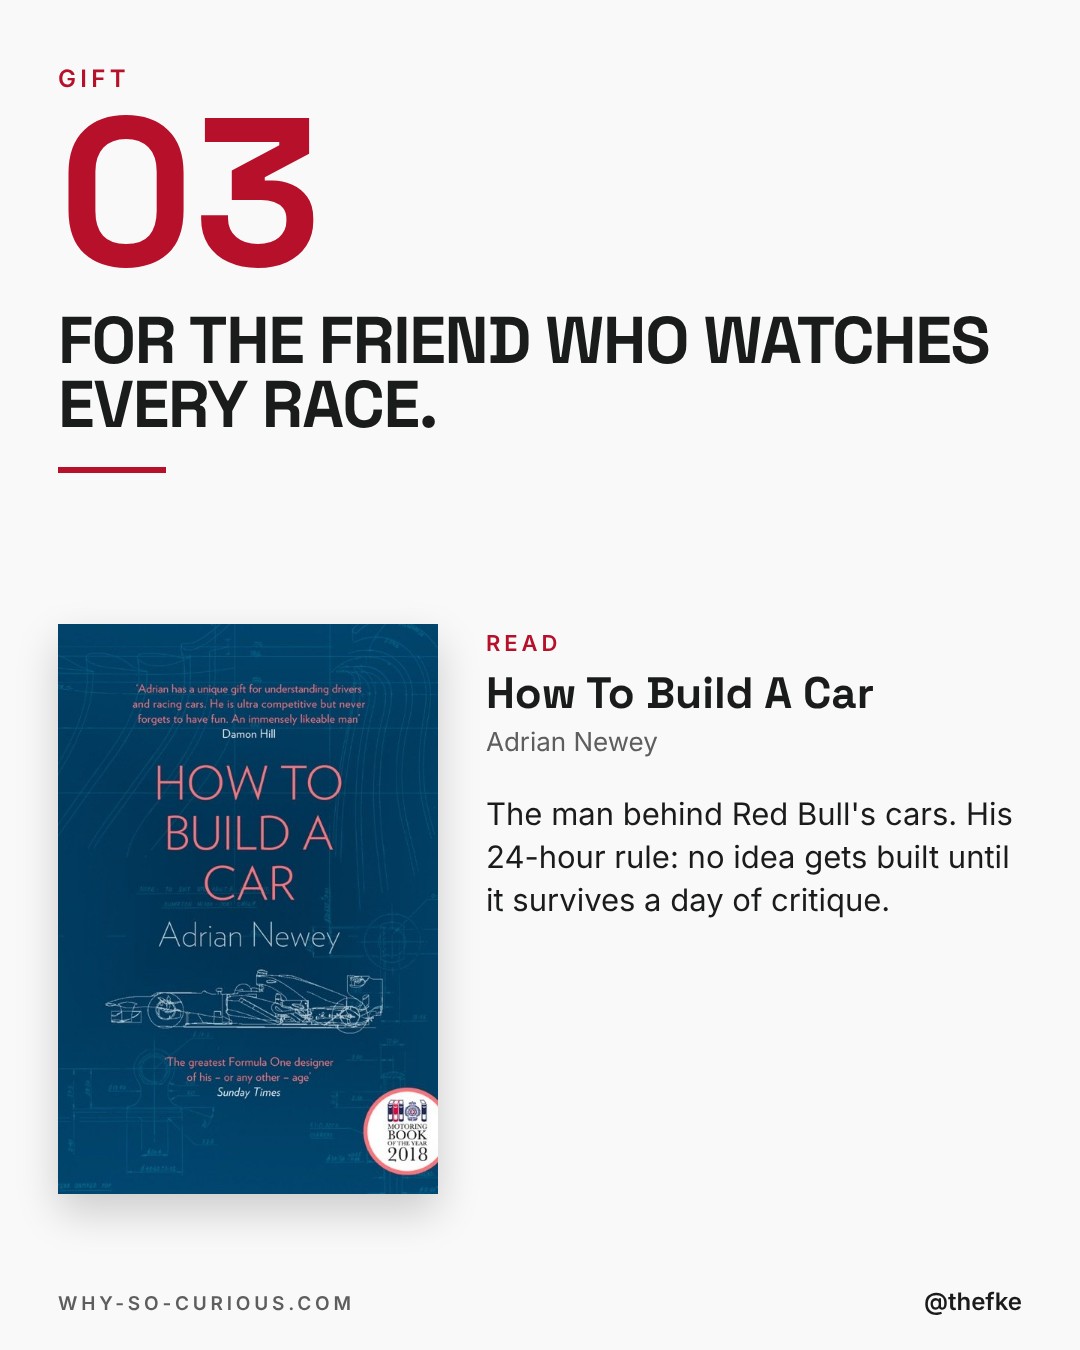 GIFT
03
FOR THE FRIEND WHO WATCHES
EVERY RACE.
READ
How To Build A Car
Adrian Newey
The man behind Red Bull's cars. His
24-hour rule: no idea gets built until
it survives a day of critique.
'Adrian has a unique gift for understanding drivers
and racing cars. He is ultra competitive but never
forgets to have fun. An immensely likeable man'
Damon Hill
HOW TO
BUILD A
CAR
Adrian Newey
'The greatest Formula One designer
of his – or any other – age'
Sunday Times
MOTORING
BOOK
OF THE YEAR
2018
WHY-SO-CURIOUS.COM
@thefke